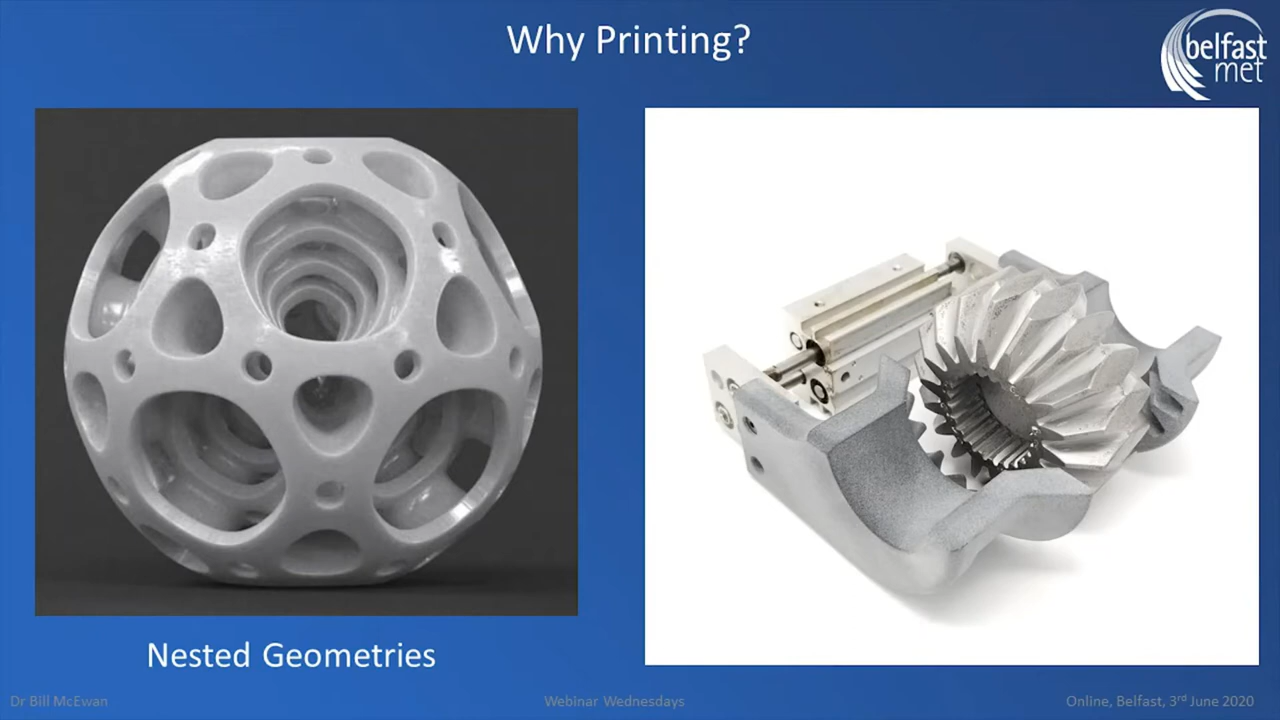 Why Printing?
belfast
met
Nested Geometries
Dr Bill McEwan
Webinar Wednesdays
Online, Belfast, 3rd June 2020